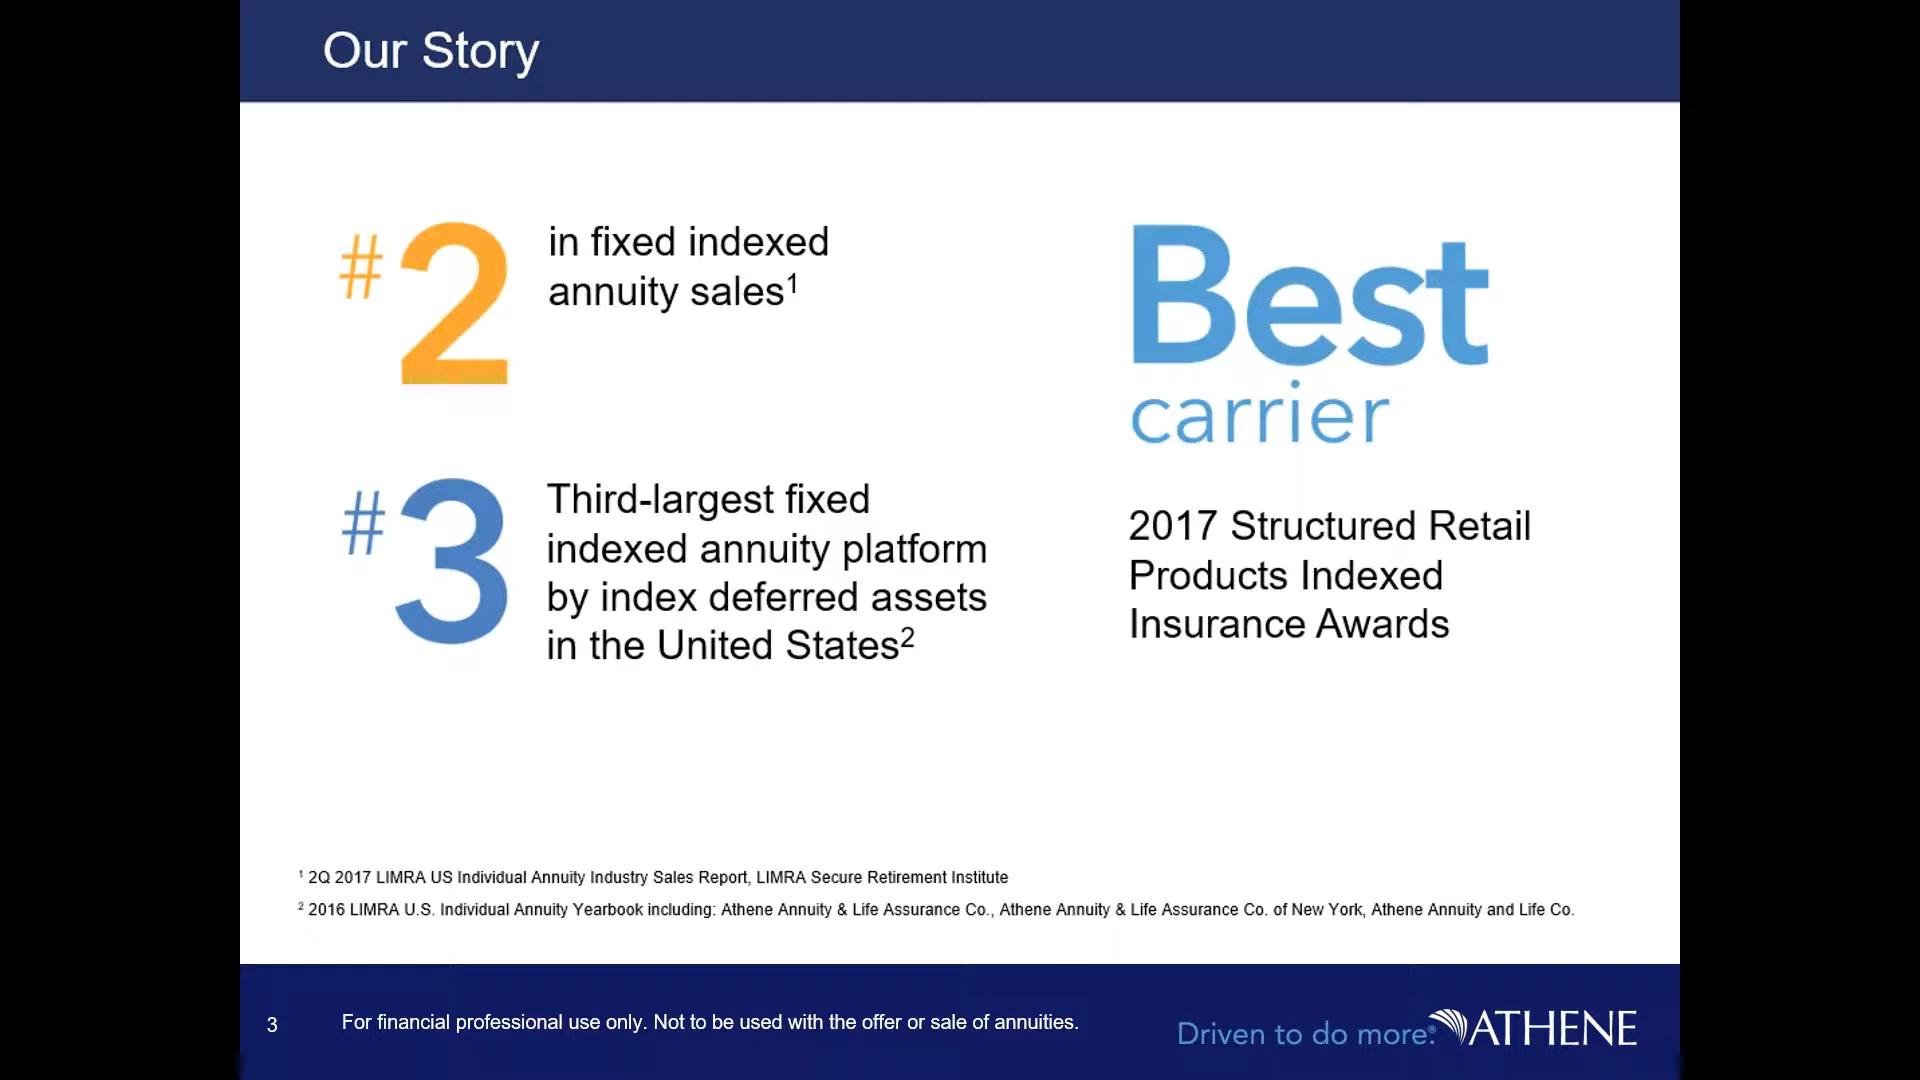 Our Story
#2
in fixed indexed
annuity sales¹
#3
Third-largest fixed
indexed annuity platform
by index deferred assets
in the United States²
Best
carrier
2017 Structured Retail
Products Indexed
Insurance Awards
¹ 2Q 2017 LIMRA US Individual Annuity Industry Sales Report, LIMRA Secure Retirement Institute
² 2016 LIMRA U.S. Individual Annuity Yearbook including: Athene Annuity & Life Assurance Co., Athene Annuity & Life Assurance Co. of New York, Athene Annuity and Life Co.
3
For financial professional use only. Not to be used with the offer or sale of annuities.
Driven to do more.®
ATHENE